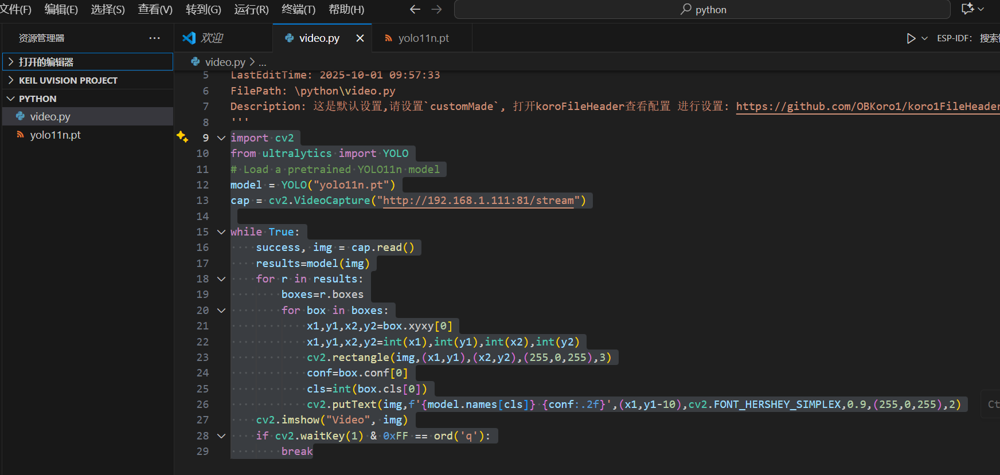 文件(F) 编辑(E) 选择(S) 查看(V) 转到(G) 运行(R) 终端(T) 帮助(H) python
资源管理器 ...
欢迎 video.py yolo11n.pt ESP-IDF: 搜索
打开的编辑器
KEIL UVISION PROJECT
PYTHON
video.py
yolo11n.pt
video.py > ...
5 LastEditTime: 2025-10-01 09:57:33
6 FilePath: \python\video.py
7 Description: 这是默认设置,请设置`customMade`, 打开koroFileHeader查看配置 进行设置: https://github.com/OBKoro1/koro1FileHeader
8 '''
9 import cv2
10 from ultralytics import YOLO
11 # Load a pretrained YOLO11n model
12 model = YOLO("yolo11n.pt")
13 cap = cv2.VideoCapture("http://192.168.1.111:81/stream")
14
15 while True:
16 success, img = cap.read()
17 results=model(img)
18 for r in results:
19 boxes=r.boxes
20 for box in boxes:
21 x1,y1,x2,y2=box.xyxy[0]
22 x1,y1,x2,y2=int(x1),int(y1),int(x2),int(y2)
23 cv2.rectangle(img,(x1,y1),(x2,y2),(255,0,255),3)
24 conf=box.conf[0]
25 cls=int(box.cls[0])
26 cv2.putText(img,f'{model.names[cls]} {conf:.2f}',(x1,y1-10),cv2.FONT_HERSHEY_SIMPLEX,0.9,(255,0,255),2)
27 cv2.imshow("Video", img)
28 if cv2.waitKey(1) & 0xFF == ord('q'):
29 break